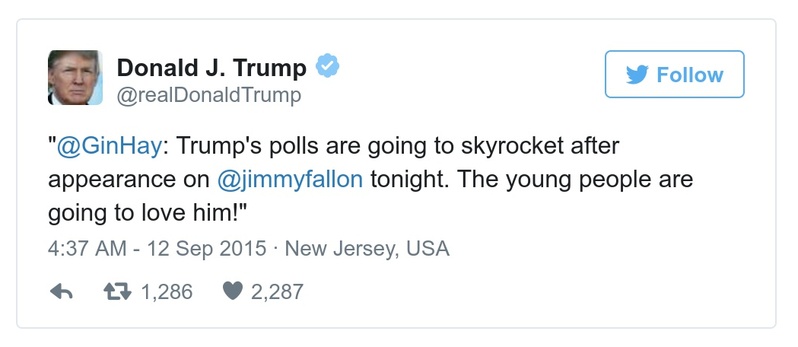 Donald J. Trump
@realDonaldTrump
Follow
"@GinHay: Trump's polls are going to skyrocket after
appearance on @jimmyfallon tonight. The young people are
going to love him!"
4:37 AM - 12 Sep 2015 · New Jersey, USA
1,286 2,287